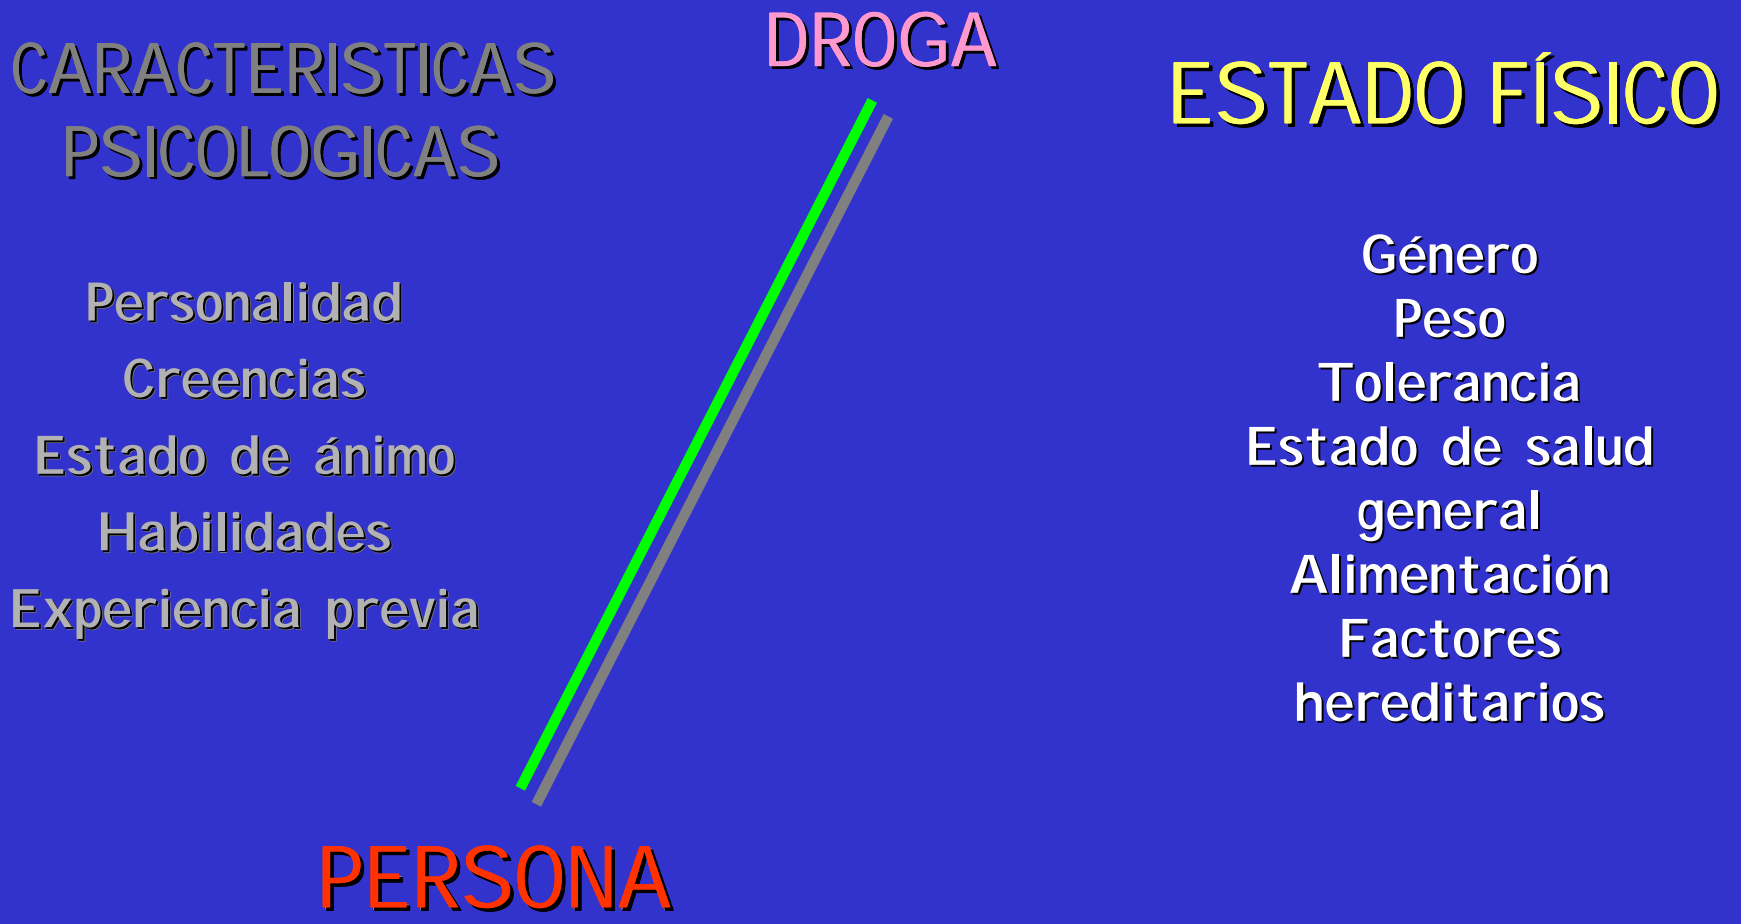 DROGA
CARACTERISTICAS
PSICOLOGICAS
Personalidad
Creencias
Estado de ánimo
Habilidades
Experiencia previa
ESTADO FÍSICO
Género
Peso
Tolerancia
Estado de salud
general
Alimentación
Factores
hereditarios
PERSONA